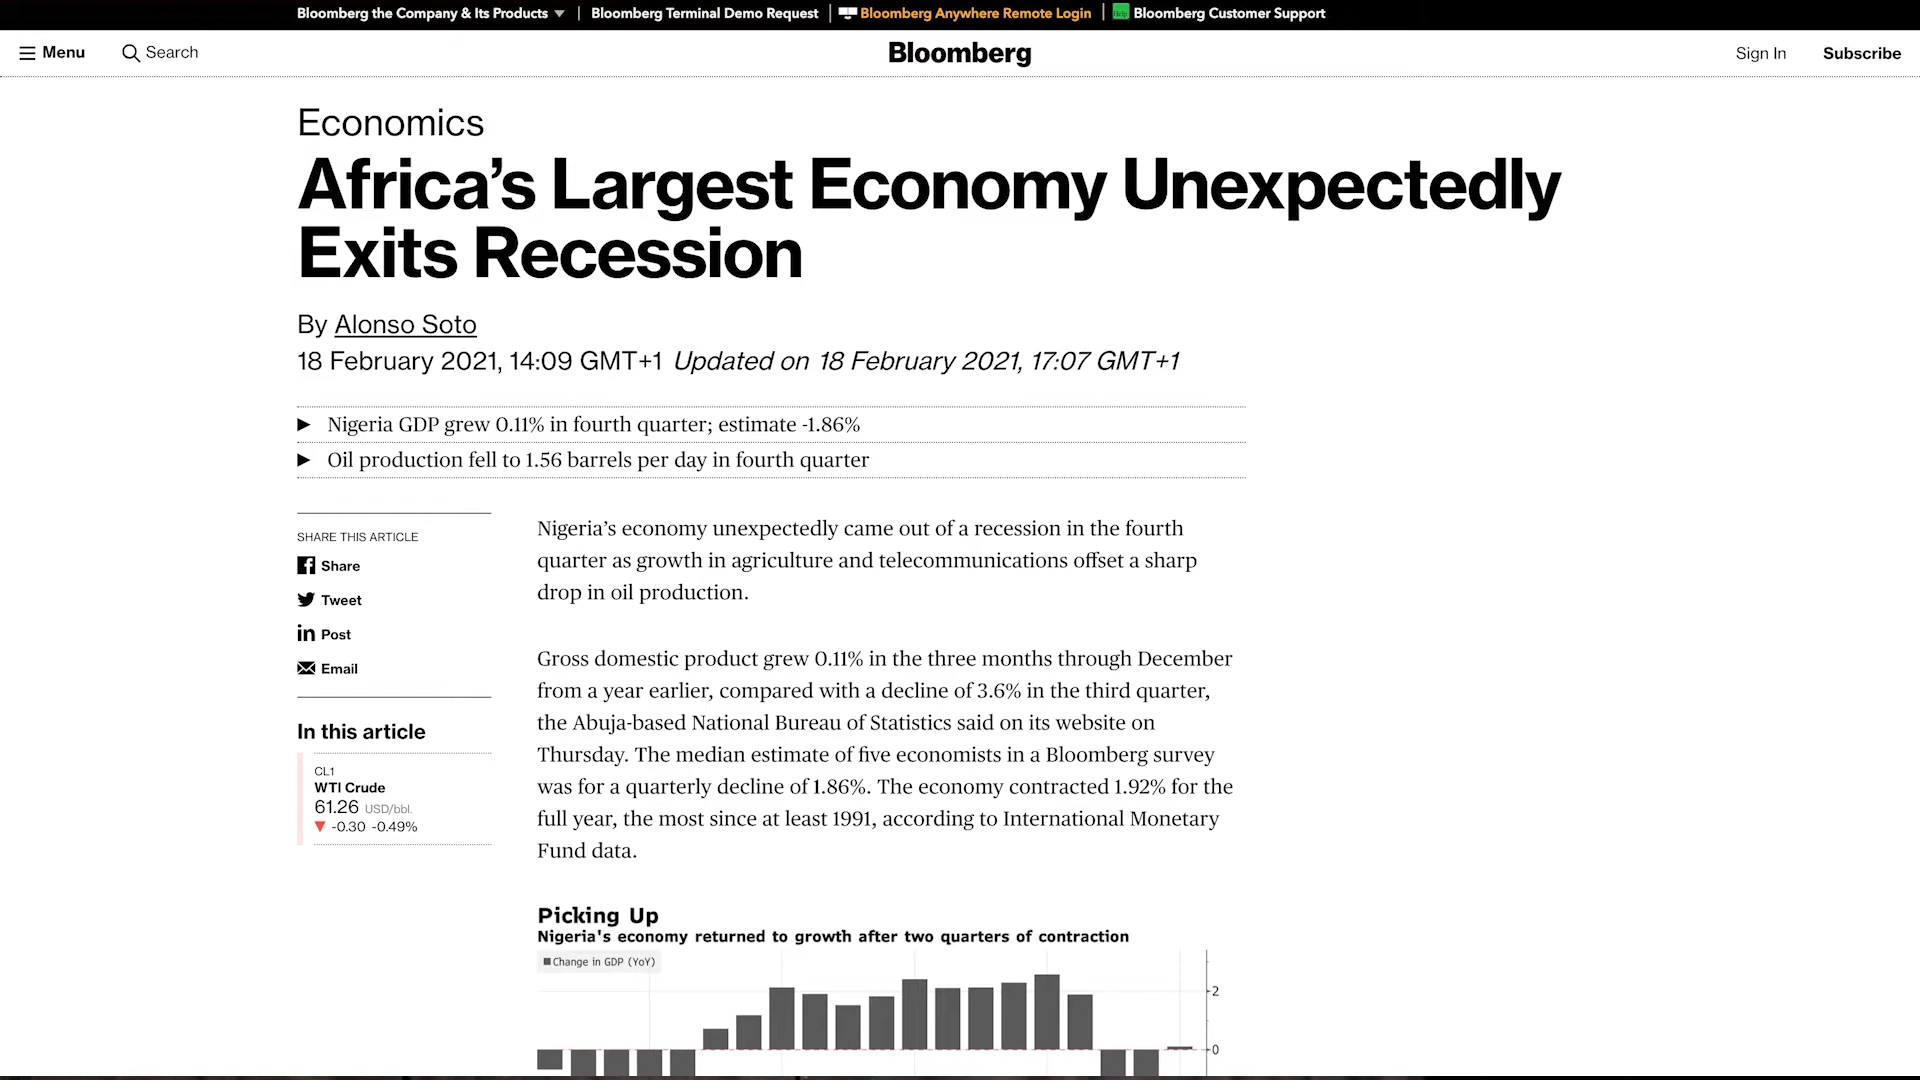 Bloomberg the Company & Its Products
Bloomberg Terminal Demo Request
Bloomberg Anywhere Remote Login
Help
Bloomberg Customer Support
Menu
Search
Bloomberg
Sign In
Subscribe
Economics
Africa’s Largest Economy Unexpectedly
Exits Recession
By Alonso Soto
18 February 2021, 14:09 GMT+1 Updated on 18 February 2021, 17:07 GMT+1
Nigeria GDP grew 0.11% in fourth quarter; estimate -1.86%
Oil production fell to 1.56 barrels per day in fourth quarter
SHARE THIS ARTICLE
Share
Tweet
Post
Email
In this article
CL1
WTI Crude
61.26 USD/bbl.
▼ -0.30 -0.49%
Nigeria’s economy unexpectedly came out of a recession in the fourth
quarter as growth in agriculture and telecommunications offset a sharp
drop in oil production.
Gross domestic product grew 0.11% in the three months through December
from a year earlier, compared with a decline of 3.6% in the third quarter,
the Abuja-based National Bureau of Statistics said on its website on
Thursday. The median estimate of five economists in a Bloomberg survey
was for a quarterly decline of 1.86%. The economy contracted 1.92% for the
full year, the most since at least 1991, according to International Monetary
Fund data.
Picking Up
Nigeria's economy returned to growth after two quarters of contraction
Change in GDP (YoY)
2
0